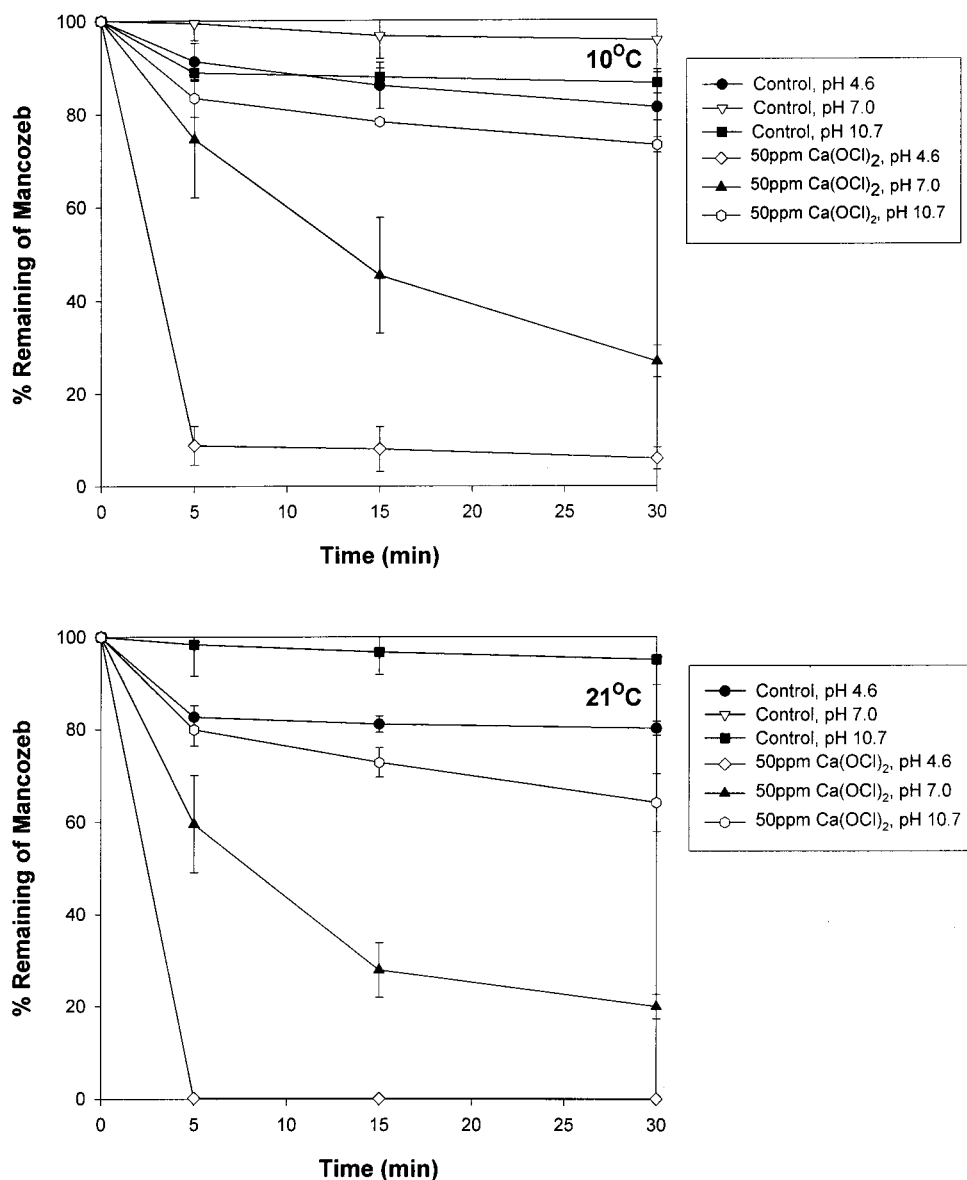 100
80
60
40
20
0
% Remaining of Mancozeb
10°C
0 5 10 15 20 25 30
Time (min)
Control, pH 4.6
Control, pH 7.0
Control, pH 10.7
50ppm Ca(OCl)2, pH 4.6
50ppm Ca(OCl)2, pH 7.0
50ppm Ca(OCl)2, pH 10.7
100
80
60
40
20
0
% Remaining of Mancozeb
21°C
0 5 10 15 20 25 30
Time (min)
Control, pH 4.6
Control, pH 7.0
Control, pH 10.7
50ppm Ca(OCl)2, pH 4.6
50ppm Ca(OCl)2, pH 7.0
50ppm Ca(OCl)2, pH 10.7